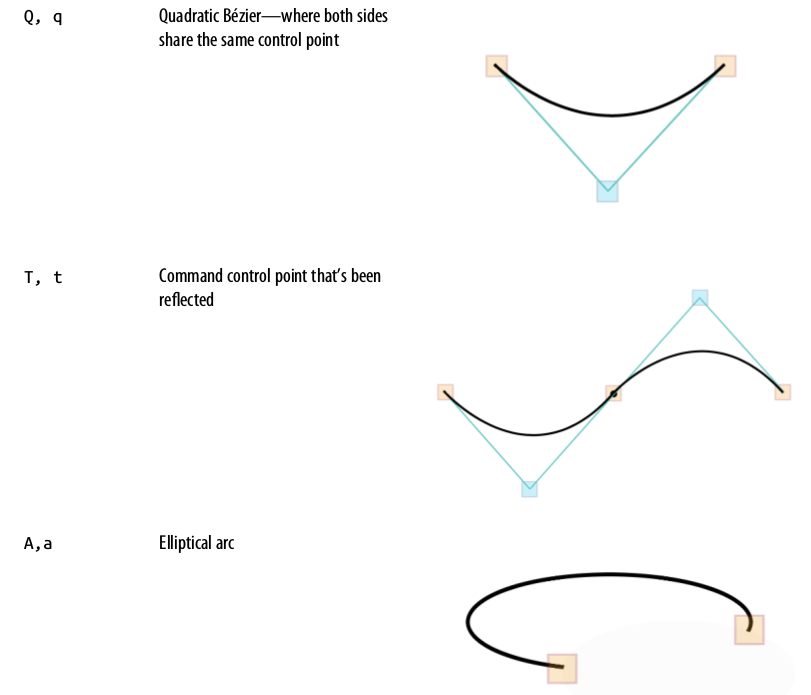 Q, q
Quadratic Bézier—where both sides
share the same control point
T, t
Command control point that’s been
reflected
A,a
Elliptical arc